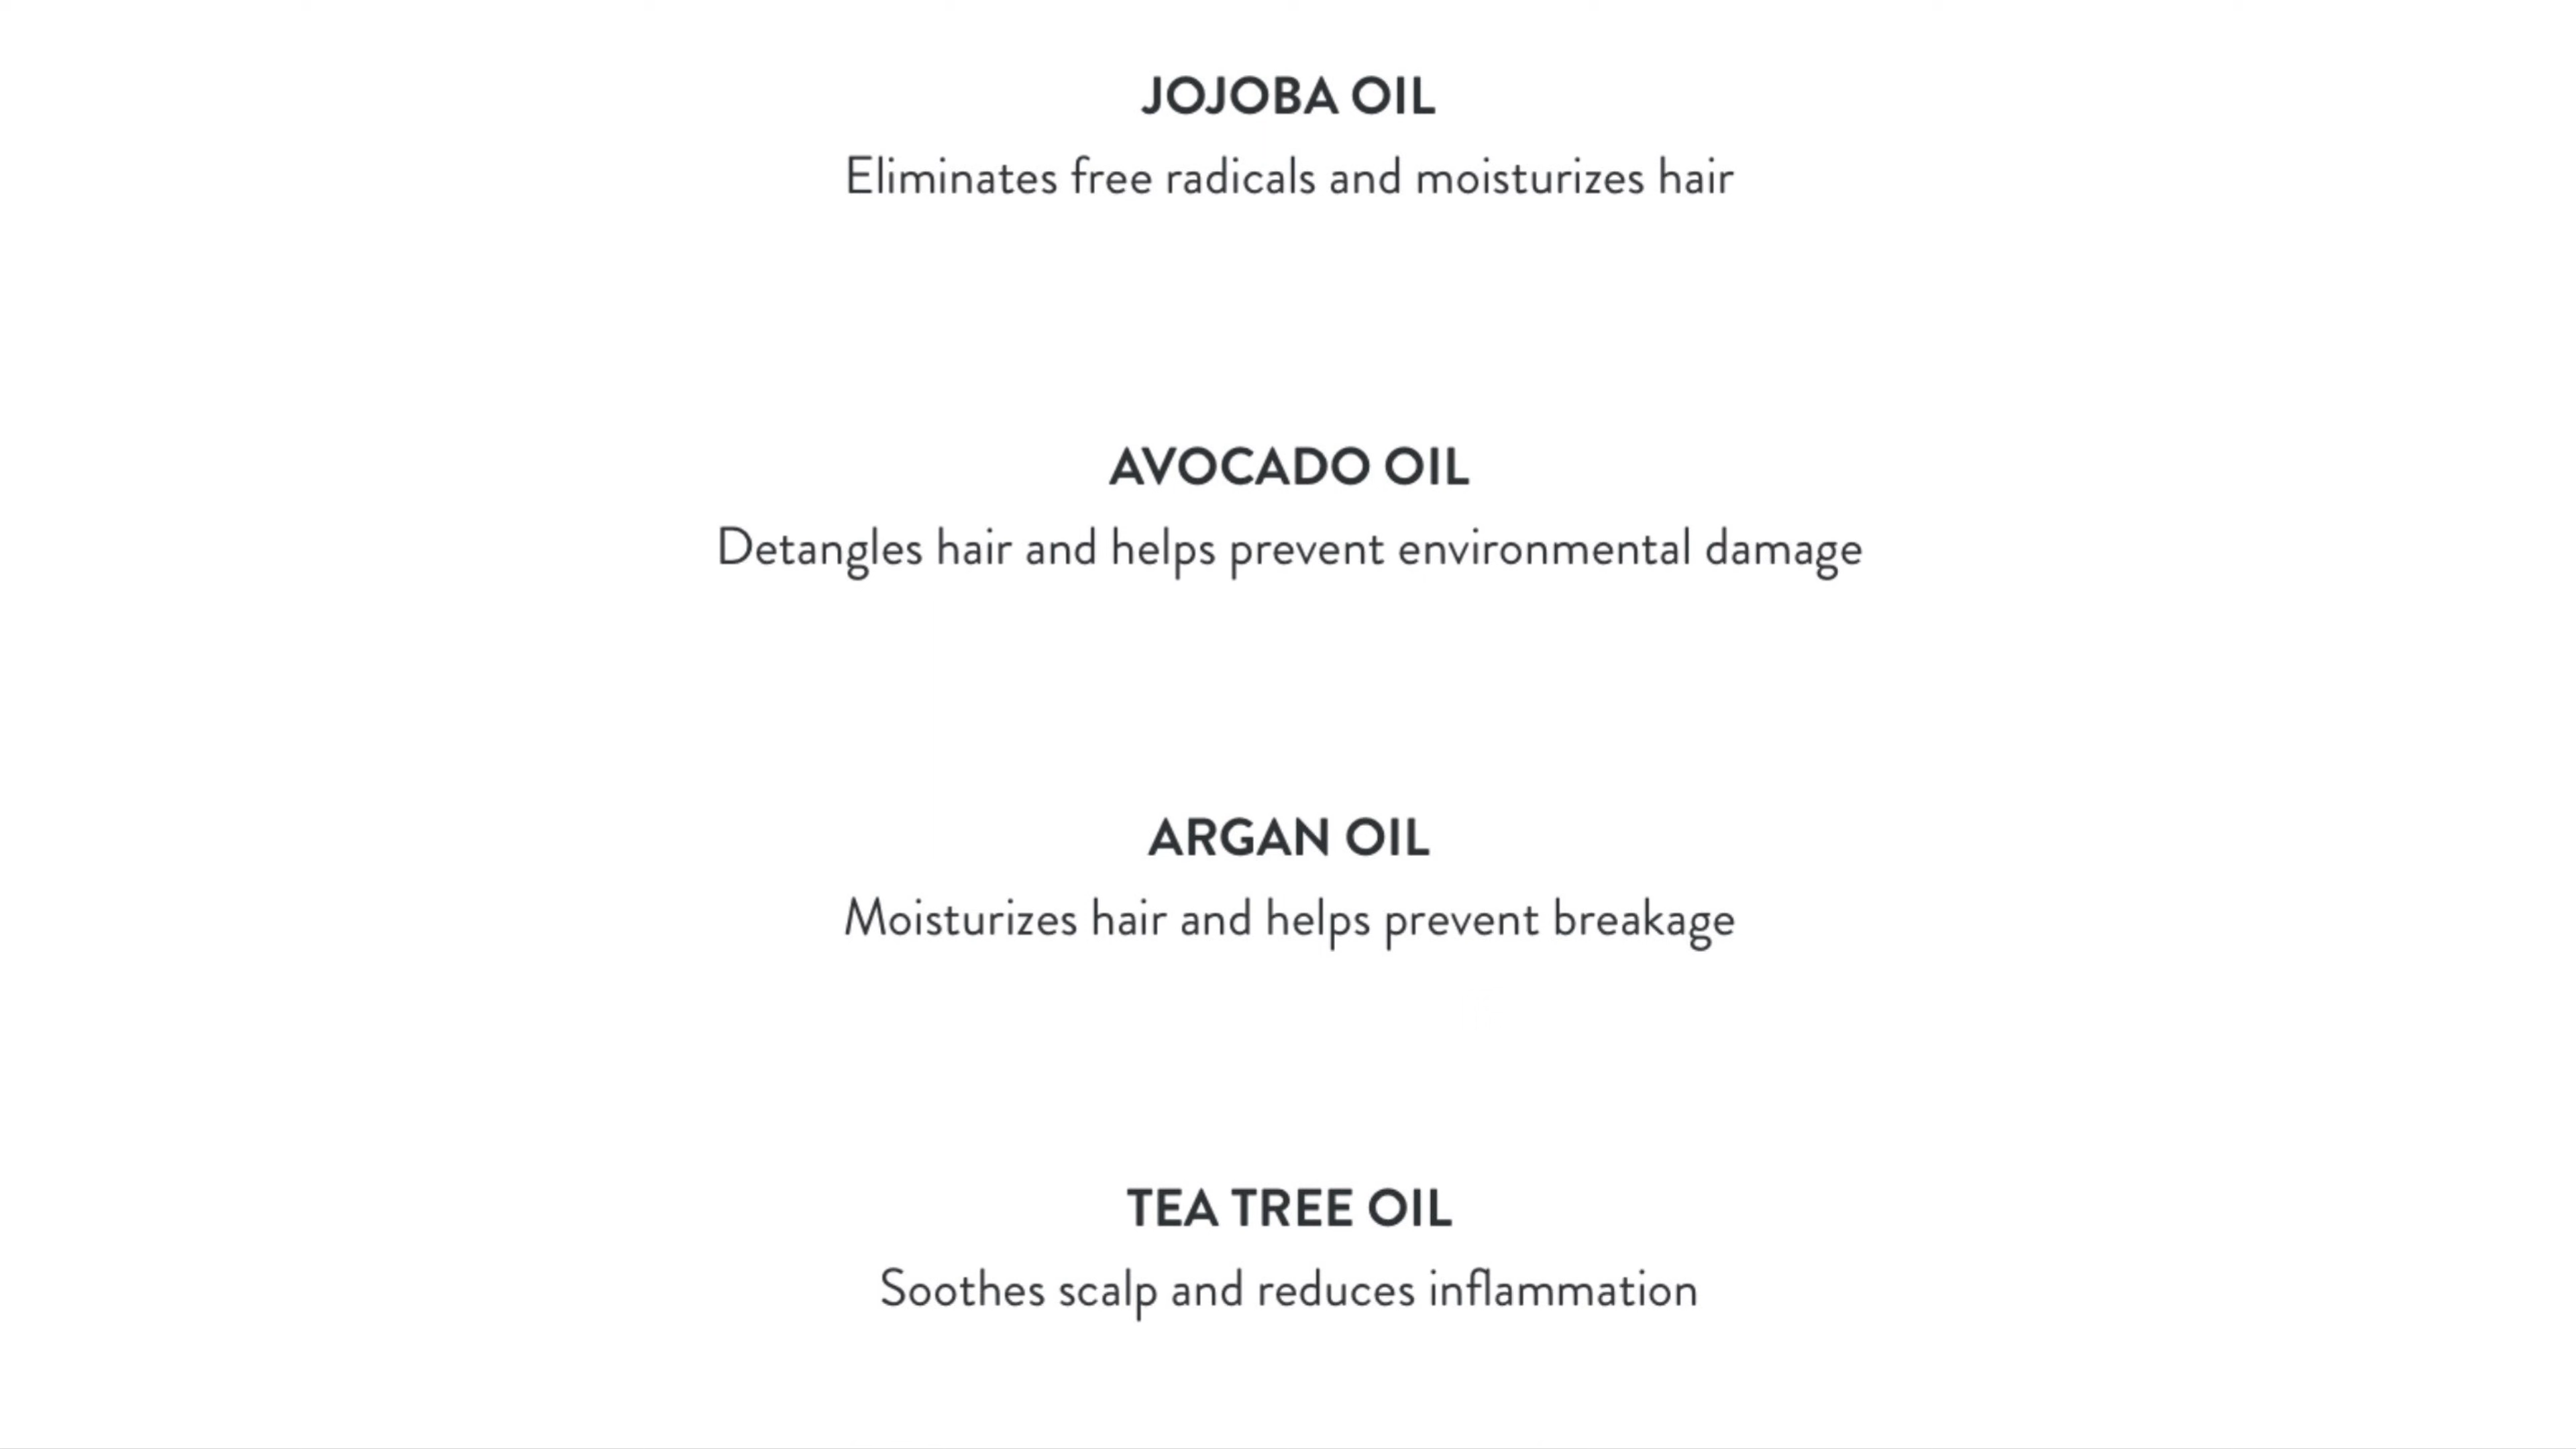 JOJOBA OIL
Eliminates free radicals and moisturizes hair
AVOCADO OIL
Detangles hair and helps prevent environmental damage
ARGAN OIL
Moisturizes hair and helps prevent breakage
TEA TREE OIL
Soothes scalp and reduces inflammation